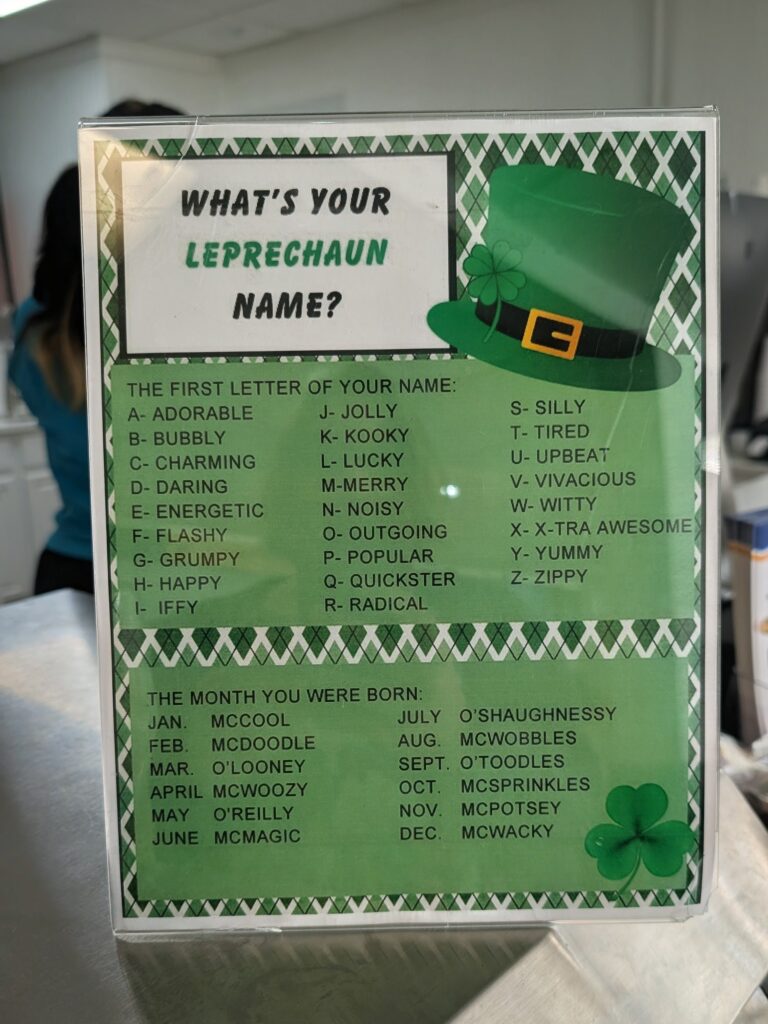 WHAT'S YOUR
LEPRECHAUN
NAME?
THE FIRST LETTER OF YOUR NAME:
A- ADORABLE
B- BUBBLY
C- CHARMING
D- DARING
E- ENERGETIC
F- FLASHY
G- GRUMPY
H- HAPPY
I- IFFY
J- JOLLY
K- KOOKY
L- LUCKY
M-MERRY
N- NOISY
O- OUTGOING
P- POPULAR
Q- QUICKSTER
R- RADICAL
S- SILLY
T- TIRED
U- UPBEAT
V- VIVACIOUS
W- WITTY
X- X-TRA AWESOME
Y- YUMMY
Z- ZIPPY
THE MONTH YOU WERE BORN:
JAN. MCCOOL
FEB. MCDOODLE
MAR. O'LOONEY
APRIL MCWOOZY
MAY O'REILLY
JUNE MCMAGIC
JULY O'SHAUGHNESSY
AUG. MCWOBBLES
SEPT. O'TOODLES
OCT. MCSPRINKLES
NOV. MCPOTSEY
DEC. MCWACKY